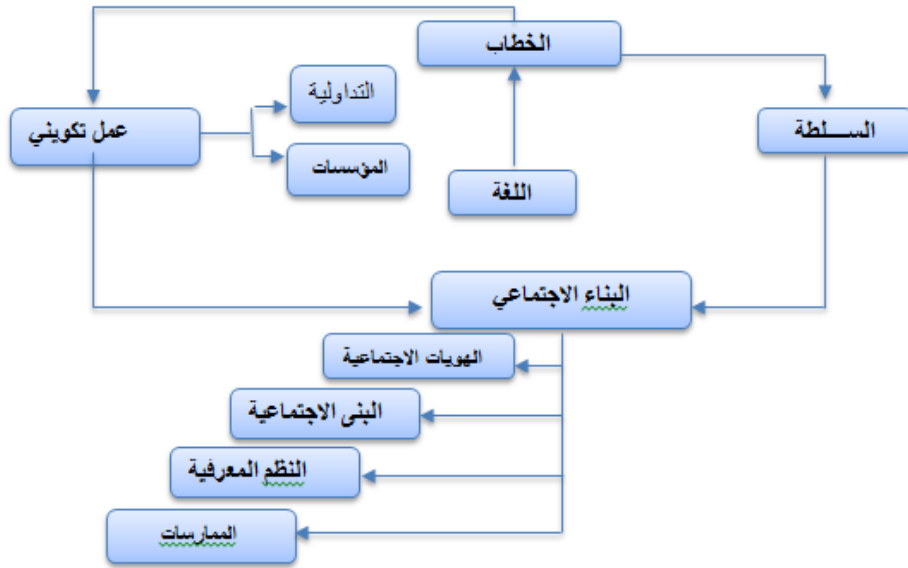 الخطاب
السـلطة
التداولية
عمل تكويني
المؤسسات
اللغة
البناء الاجتماعي
الهويات الاجتماعية
البنى الاجتماعية
النظم المعرفية
الممارسات